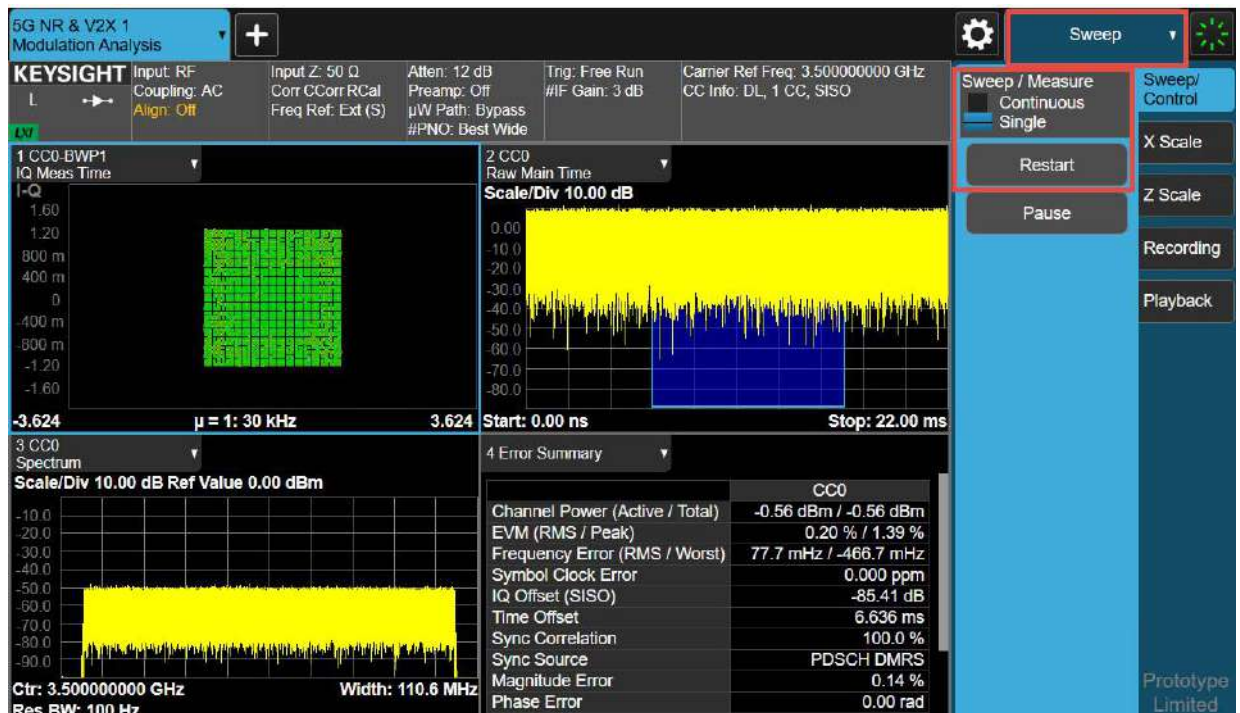 5G NR & V2X 1
Modulation Analysis
+
Sweep
KEYSIGHT
L
LXI
Input: RF
Coupling: AC
Align: Off
Input Z: 50 Ω
Corr CCorr RCal
Freq Ref: Ext (S)
Atten: 12 dB
Preamp: Off
µW Path: Bypass
#PNO: Best Wide
Trig: Free Run
#IF Gain: 3 dB
Carrier Ref Freq: 3.500000000 GHz
CC Info: DL, 1 CC, SISO
Sweep / Measure
Continuous
Single
Restart
Pause
Sweep/
Control
X Scale
Z Scale
Recording
Playback
Prototype
Limited
1 CC0-BWP1
IQ Meas Time
I-Q
1.60
1.20
800 m
400 m
0
-400 m
-800 m
-1.20
-1.60
-3.624 µ = 1: 30 kHz 3.624
2 CC0
Raw Main Time
Scale/Div 10.00 dB
0.00
-10.0
-20.0
-30.0
-40.0
-50.0
-60.0
-70.0
-80.0
Start: 0.00 ns Stop: 22.00 ms
3 CC0
Spectrum
Scale/Div 10.00 dB Ref Value 0.00 dBm
-10.0
-20.0
-30.0
-40.0
-50.0
-60.0
-70.0
-80.0
-90.0
Ctr: 3.500000000 GHz Width: 110.6 MHz
Res BW: 100 Hz
4 Error Summary
CC0
Channel Power (Active / Total) -0.56 dBm / -0.56 dBm
EVM (RMS / Peak) 0.20 % / 1.39 %
Frequency Error (RMS / Worst) 77.7 mHz / -466.7 mHz
Symbol Clock Error 0.000 ppm
IQ Offset (SISO) -85.41 dB
Time Offset 6.636 ms
Sync Correlation 100.0 %
Sync Source PDSCH DMRS
Magnitude Error 0.14 %
Phase Error 0.00 rad